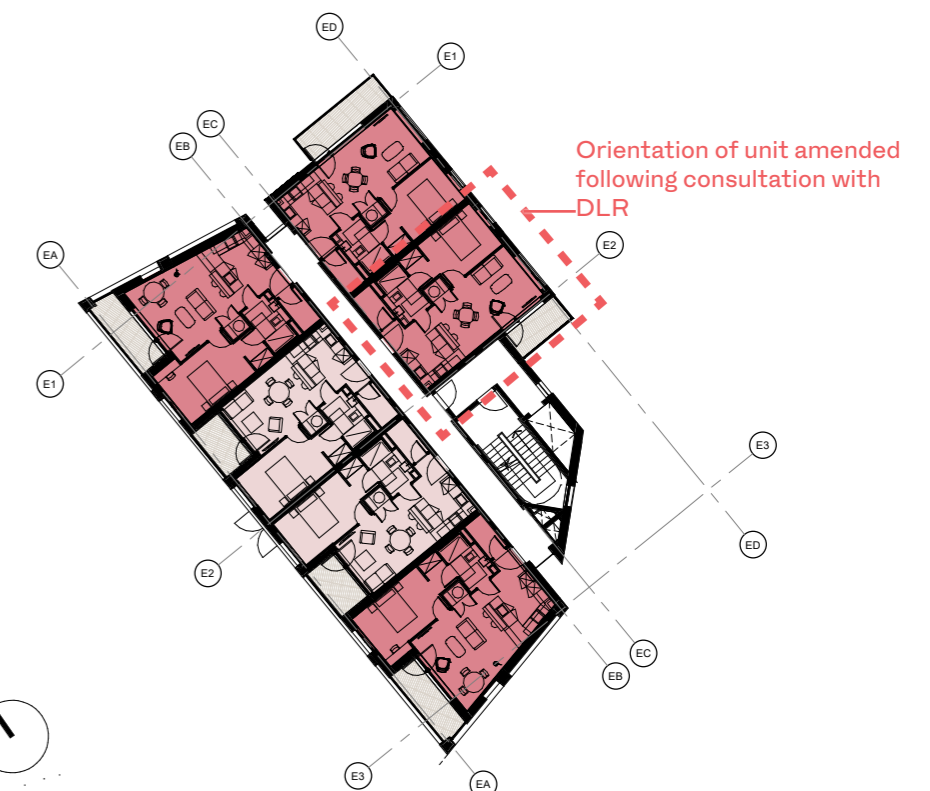 ED
E1
EC
EB
Orientation of unit amended
following consultation with
DLR
EA
E2
E1
E3
ED
E2
EC
EB
E3
EA